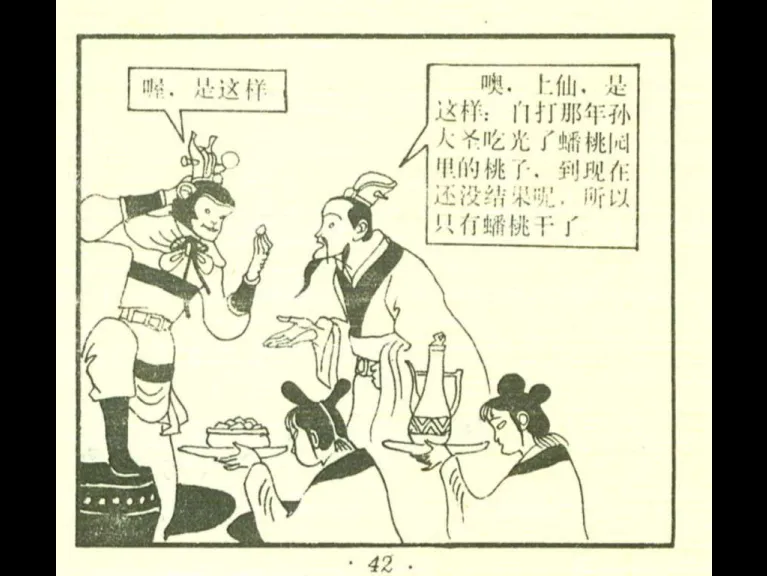 喔，是这样
噢，上仙，是
这样：自打那年孙
大圣吃光了蟠桃园
里的桃子，到现在
还没结果呢，所以
只有蟠桃干了
· 42 ·